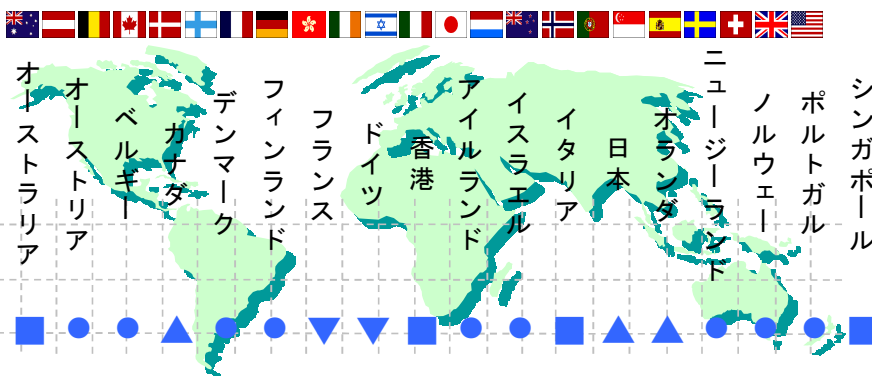 オーストラリア
オーストリア
ベルギー
カナダ
デンマーク
フィンランド
フランス
ドイツ
香港
アイルランド
イスラエル
イタリア
日本
オランダ
ニュージーランド
ノルウェー
ポルトガル
シンガポール